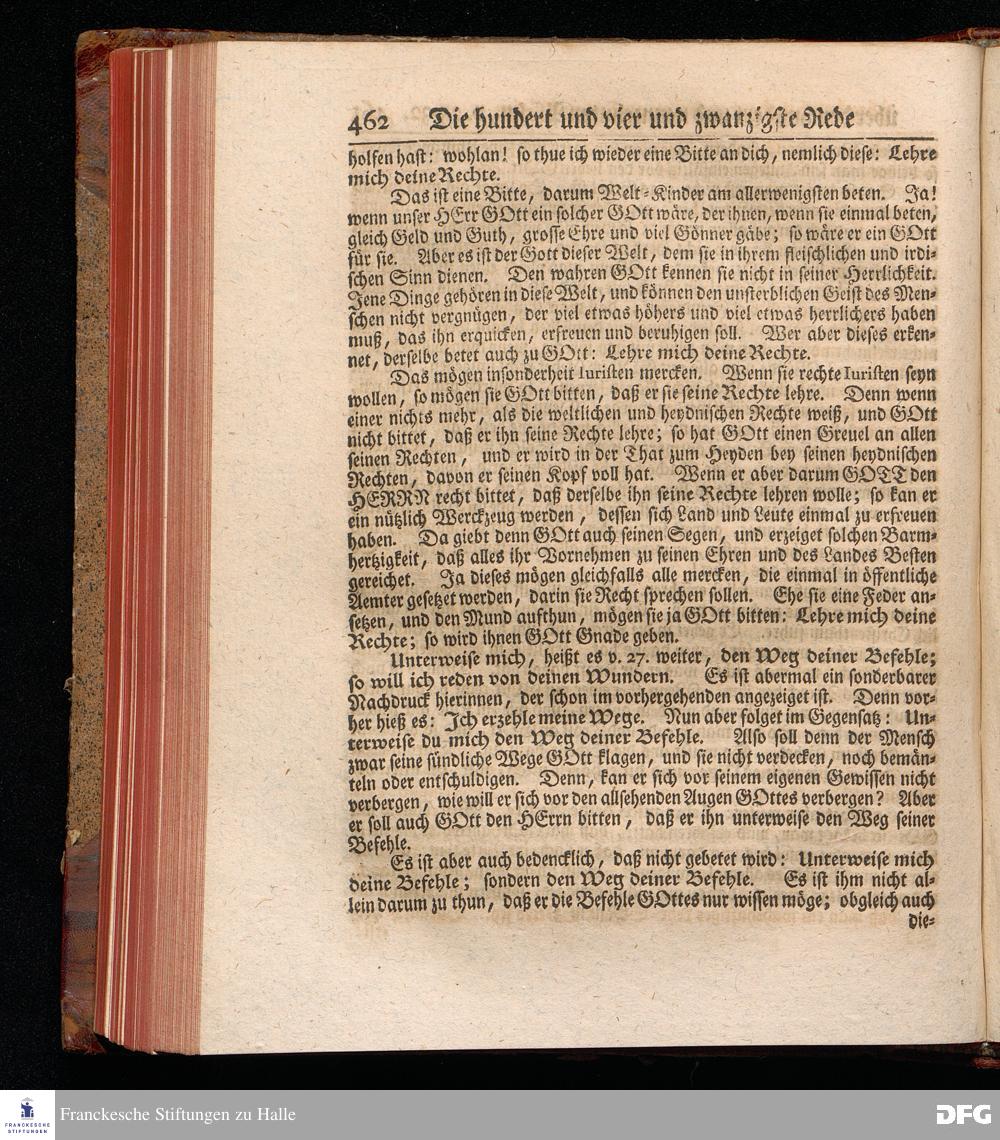 462 Die hundert und vier und zwanzigste Rede
holfen hast: wohlan! so thue ich wieder eine Bitte an dich, nemlich diese: Lehre
mich deine Rechte.
Das ist eine Bitte, darum Welt-Kinder am allerwenigsten beten. Ja!
wenn unser HErr GOtt ein solcher GOtt wäre, der ihnen, wenn sie einmal beten,
gleich Geld und Guth, grosse Ehre und viel Gönner gäbe; so wäre er ein GOtt
für sie. Aber es ist der Gott dieser Welt, dem sie in ihrem fleischlichen und irdi-
schen Sinn dienen. Den wahren GOtt kennen sie nicht in seiner Herrlichkeit.
Jene Dinge gehören in diese Welt, und können den unsterblichen Geist des Men-
schen nicht vergnügen, der viel etwas höhers und viel etwas herrlichers haben
muß, das ihn erquicken, erfreuen und beruhigen soll. Wer aber dieses erken-
net, derselbe betet auch zu GOtt: Lehre mich deine Rechte.
Das mögen insonderheit Iuristen mercken. Wenn sie rechte Iuristen seyn
wollen, so mögen sie GOtt bitten, daß er sie seine Rechte lehre. Denn wenn
einer nichts mehr, als die weltlichen und heydnischen Rechte weiß, und GOtt
nicht bittet, daß er ihn seine Rechte lehre; so hat GOtt einen Greuel an allen
seinen Rechten, und er wird in der That zum Heyden bey seinen heydnischen
Rechten, davon er seinen Kopf voll hat. Wenn er aber darum GOTT den
HERRN recht bittet, daß derselbe ihn seine Rechte lehren wolle; so kan er
ein nützlich Werckzeug werden, dessen sich Land und Leute einmal zu erfreuen
haben. Da giebt denn GOtt auch seinen Segen, und erzeiget solchen Barm-
hertzigkeit, daß alles ihr Vornehmen zu seinen Ehren und des Landes Besten
gereichet. Ja dieses mögen gleichfalls alle mercken, die einmal in öffentliche
Aemter gesetzet werden, darin sie Recht sprechen sollen. Ehe sie eine Feder an-
setzen, und den Mund aufthun, mögen sie ja GOtt bitten: Lehre mich deine
Rechte; so wird ihnen GOtt Gnade geben.
Unterweise mich, heißt es v. 27. weiter, den Weg deiner Befehle;
so will ich reden von deinen Wundern. Es ist abermal ein sonderbarer
Nachdruck hierinnen, der schon im vorhergehenden angezeiget ist. Denn vor-
her hieß es: Ich erzehle meine Wege. Nun aber folget im Gegensatz: Un-
terweise du mich den Weg deiner Befehle. Also soll denn der Mensch
zwar seine sündliche Wege GOtt klagen, und sie nicht verdecken, noch bemän-
teln oder entschuldigen. Denn, kan er sich vor seinem eigenen Gewissen nicht
verbergen, wie will er sich vor den allsehenden Augen GOttes verbergen? Aber
er soll auch GOtt den HErrn bitten, daß er ihn unterweise den Weg seiner
Befehle.
Es ist aber auch bedencklich, daß nicht gebetet wird: Unterweise mich
deine Befehle; sondern den Weg deiner Befehle. Es ist ihm nicht al-
lein darum zu thun, daß er die Befehle GOttes nur wissen möge; obgleich auch
die-
FRANCKESCHE
STIFTUNGEN
Franckesche Stiftungen zu Halle
DFG